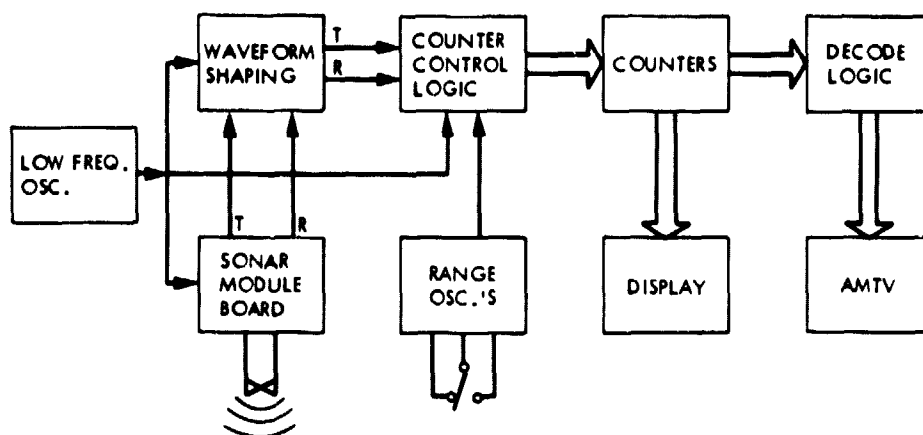 WAVEFORM
SHAPING
T
R
COUNTER
CONTROL
LOGIC
COUNTERS
DECODE
LOGIC
LOW FREQ.
OSC.
T
R
SONAR
MODULE
BOARD
RANGE
OSC.'S
DISPLAY
AMTV